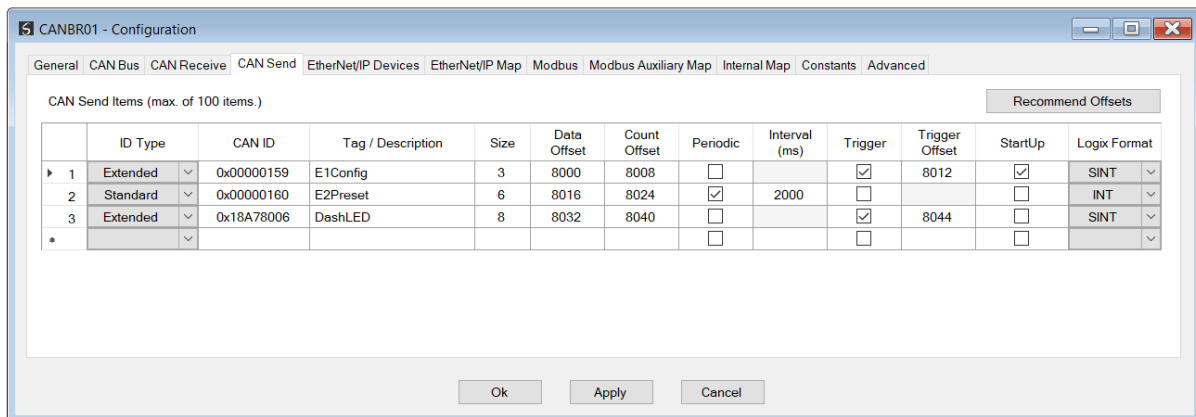 CANBR01 - Configuration
General CAN Bus CAN Receive CAN Send EtherNet/IP Devices EtherNet/IP Map Modbus Modbus Auxiliary Map Internal Map Constants Advanced
CAN Send Items (max. of 100 items.) Recommend Offsets
ID Type CAN ID Tag / Description Size Data Offset Count Offset Periodic Interval (ms) Trigger Trigger Offset StartUp Logix Format
1 Extended 0x00000159 E1Config 3 8000 8008 8012 SINT
2 Standard 0x00000160 E2Preset 6 8016 8024 2000 INT
3 Extended 0x18A78006 DashLED 8 8032 8040 8044 SINT
*
Ok Apply Cancel